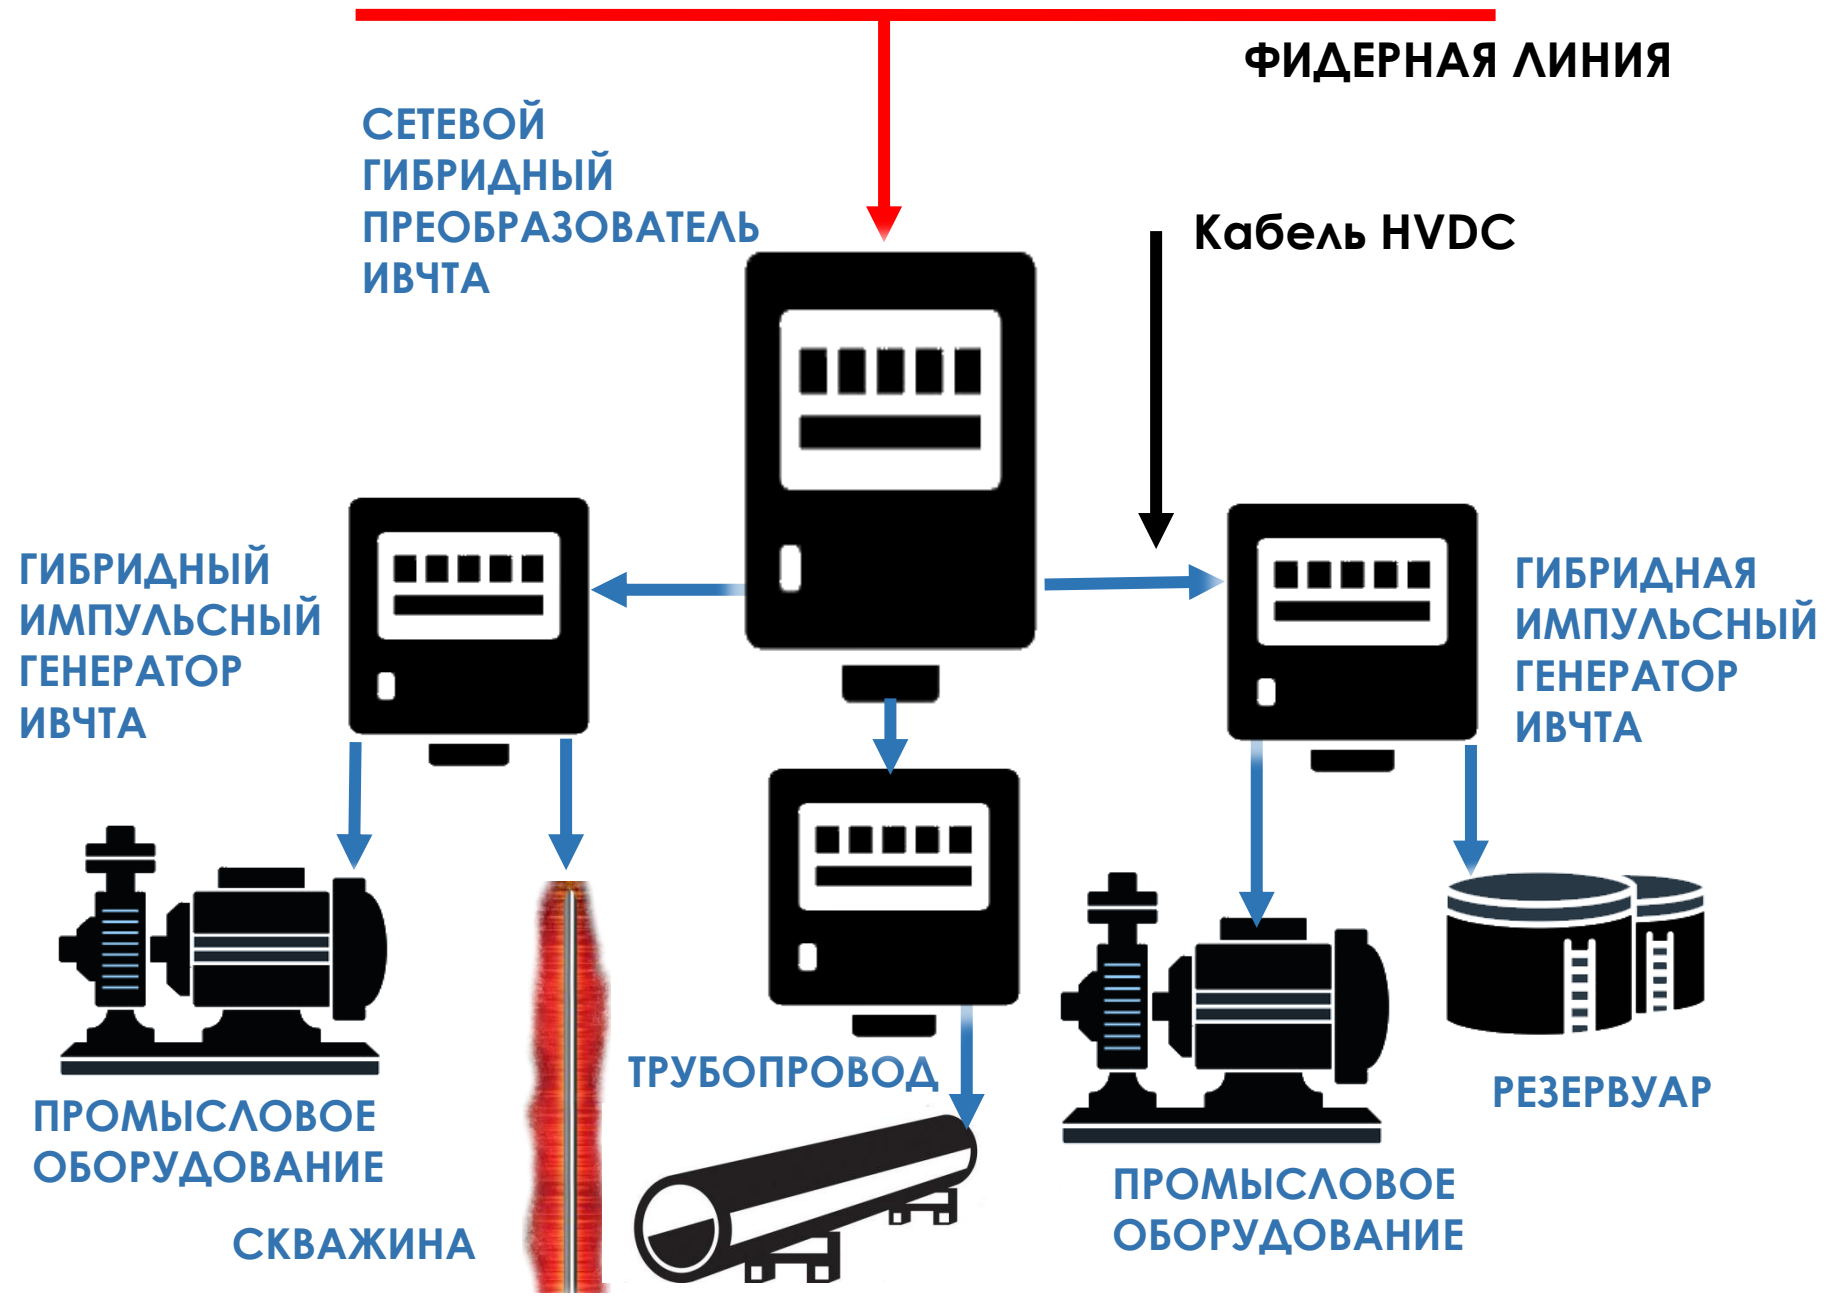 ФИДЕРНАЯ ЛИНИЯ
СЕТЕВОЙ
ГИБРИДНЫЙ
ПРЕОБРАЗОВАТЕЛЬ
ИВЧТА
Кабель HVDC
ГИБРИДНЫЙ
ИМПУЛЬСНЫЙ
ГЕНЕРАТОР
ИВЧТА
ГИБРИДНАЯ
ИМПУЛЬСНЫЙ
ГЕНЕРАТОР
ИВЧТА
ТРУБОПРОВОД
РЕЗЕРВУАР
ПРОМЫСЛОВОЕ
ОБОРУДОВАНИЕ
СКВАЖИНА
ПРОМЫСЛОВОЕ
ОБОРУДОВАНИЕ